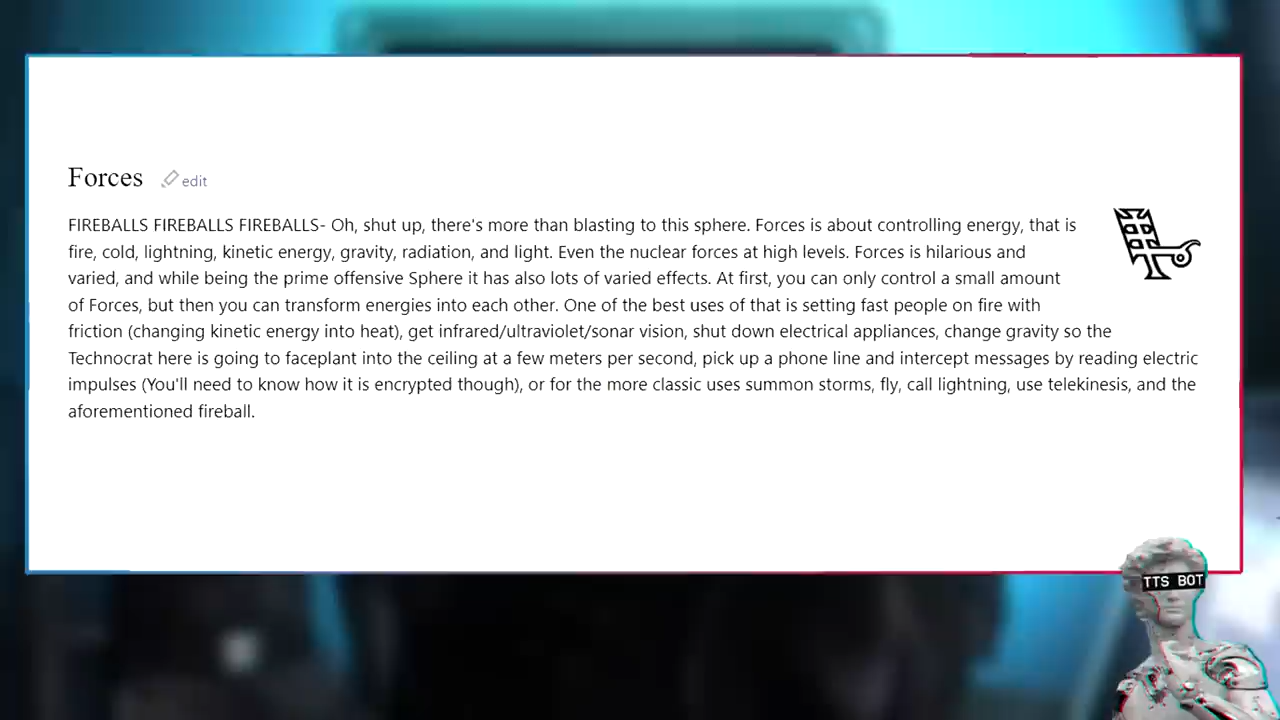 Forces edit
FIREBALLS FIREBALLS FIREBALLS- Oh, shut up, there's more than blasting to this sphere. Forces is about controlling energy, that is
fire, cold, lightning, kinetic energy, gravity, radiation, and light. Even the nuclear forces at high levels. Forces is hilarious and
varied, and while being the prime offensive Sphere it has also lots of varied effects. At first, you can only control a small amount
of Forces, but then you can transform energies into each other. One of the best uses of that is setting fast people on fire with
friction (changing kinetic energy into heat), get infrared/ultraviolet/sonar vision, shut down electrical appliances, change gravity so the
Technocrat here is going to faceplant into the ceiling at a few meters per second, pick up a phone line and intercept messages by reading electric
impulses (You'll need to know how it is encrypted though), or for the more classic uses summon storms, fly, call lightning, use telekinesis, and the
aforementioned fireball.
TTS BOT